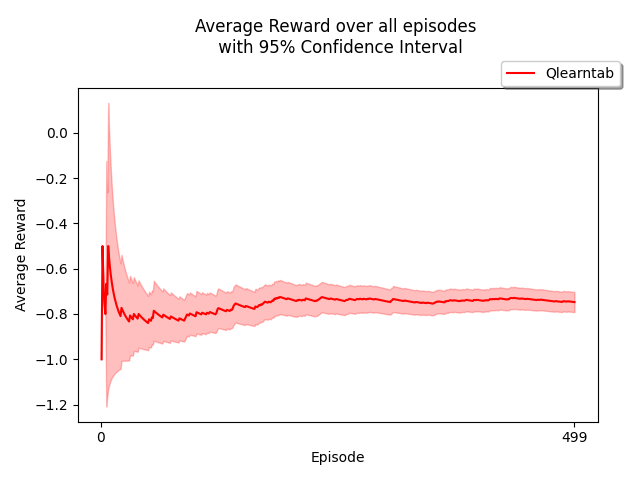 Average Reward over all episodes
with 95% Confidence Interval
Qlearntab
0.0
−0.2
−0.4
−0.6
−0.8
−1.0
−1.2
Average Reward
0
499
Episode